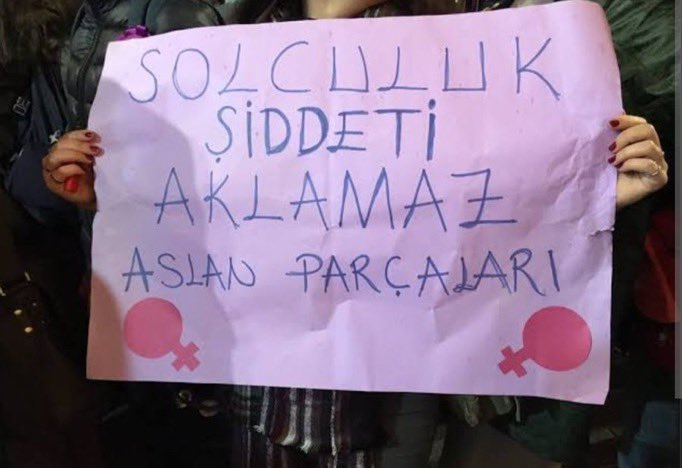 SOLCULUK
ŞİDDETİ
AKLAMAZ
ASLAN PARÇALARI